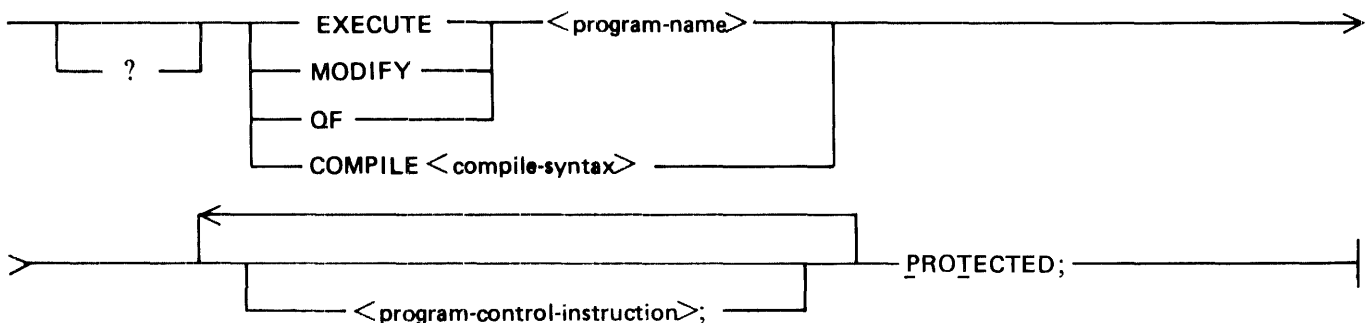 EXECUTE <program-name>
? MODIFY
QF
COMPILE <compile-syntax>
PROTECTED;
<program-control-instruction>;